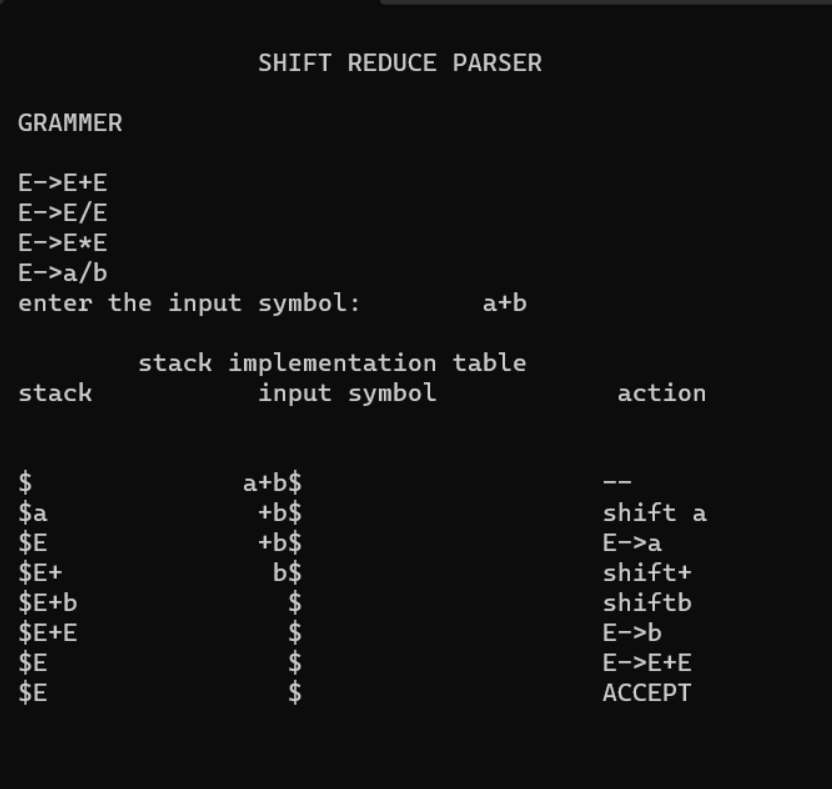 SHIFT REDUCE PARSER
GRAMMER
E->E+E
E->E/E
E->E*E
E->a/b
enter the input symbol: a+b
stack implementation table
stack input symbol action
$ a+b$ --
$a +b$ shift a
$E +b$ E->a
$E+ b$ shift+
$E+b $ shiftb
$E+E $ E->b
$E $ E->E+E
$E $ ACCEPT